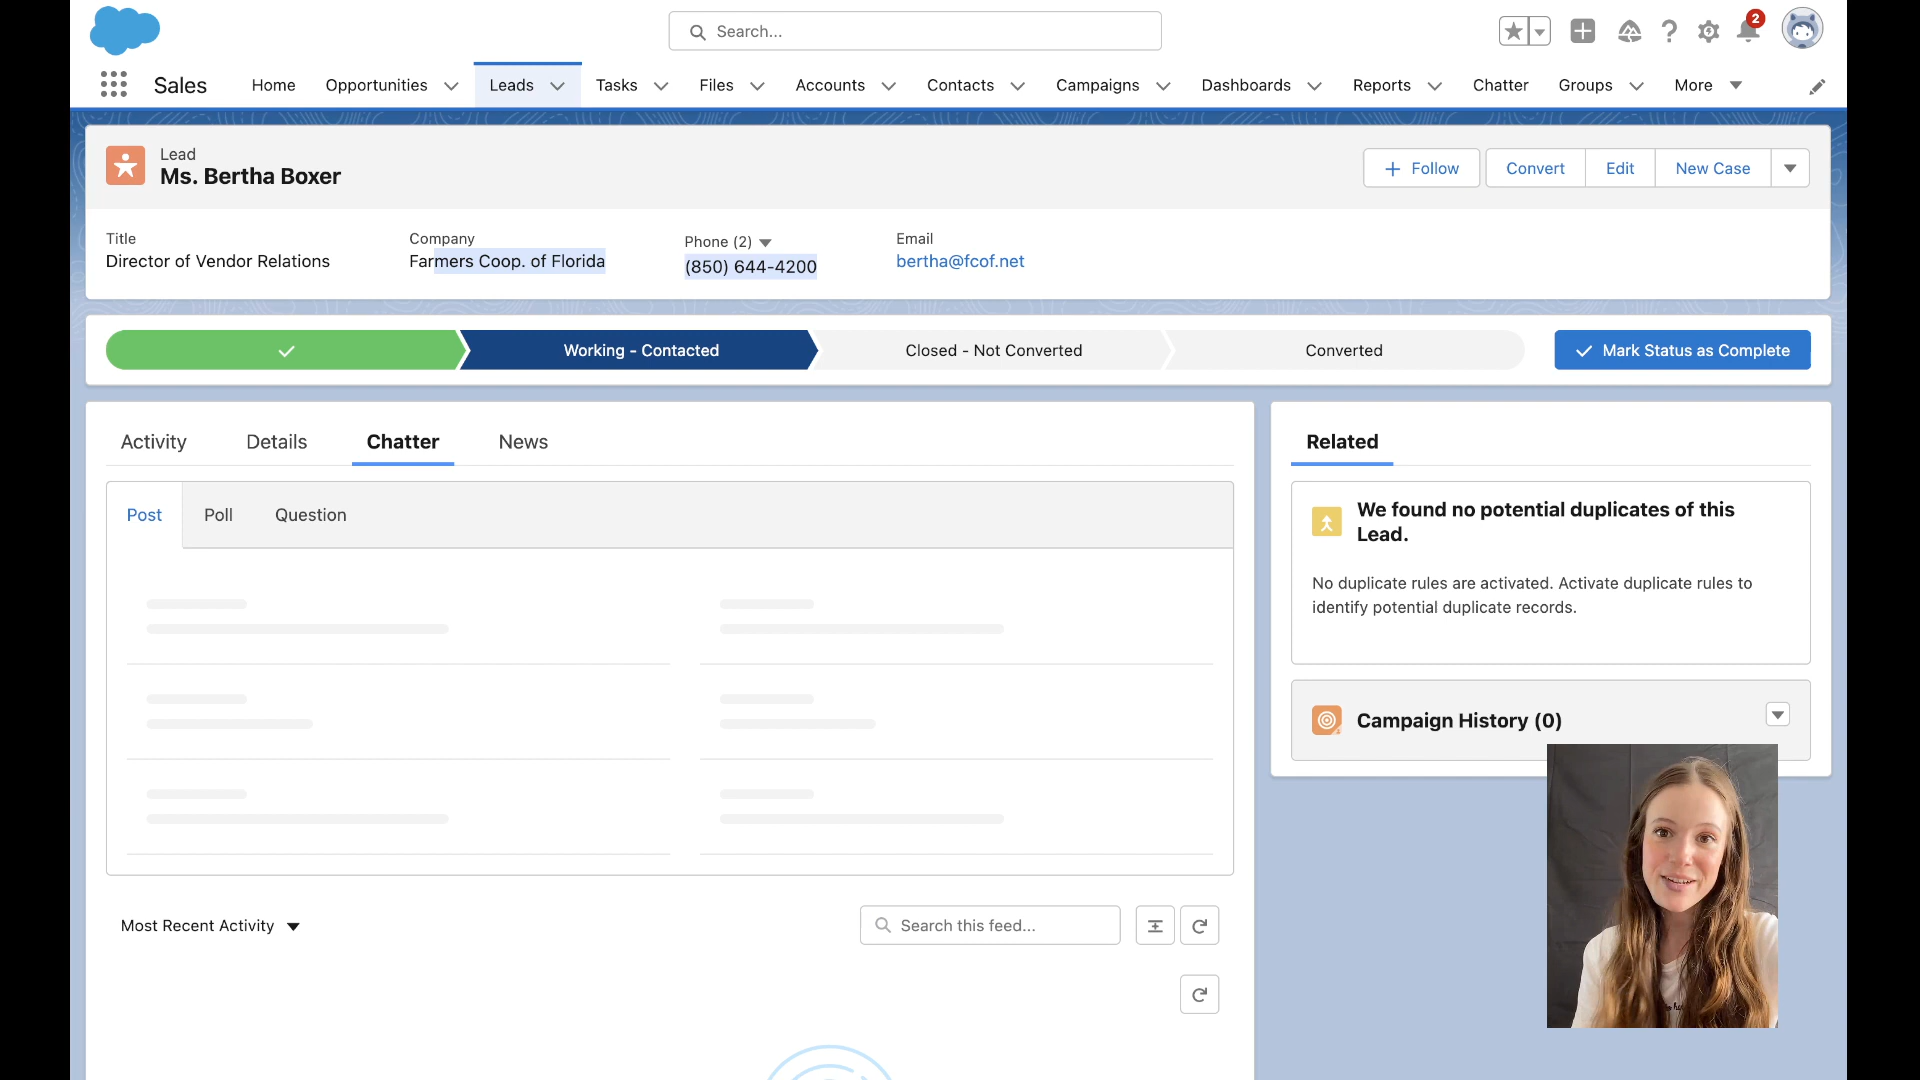 Search...
2
Sales
Home Opportunities Leads Tasks Files Accounts Contacts Campaigns Dashboards Reports Chatter Groups More
Lead
Ms. Bertha Boxer
Follow Convert Edit New Case
Title Company Phone (2) Email
Director of Vendor Relations Farmers Coop. of Florida (850) 644-4200 bertha@fcof.net
Working - Contacted Closed - Not Converted Converted Mark Status as Complete
Activity Details Chatter News
Related
Post Poll Question
We found no potential duplicates of this
Lead.
No duplicate rules are activated. Activate duplicate rules to
identify potential duplicate records.
Campaign History (0)
Most Recent Activity Search this feed...